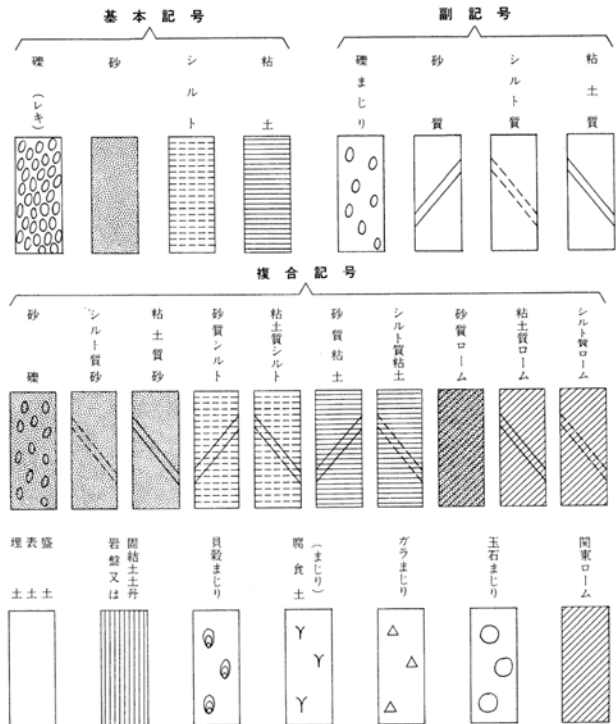 基本記号
副記号
礫(レキ)
砂
シルト
粘土
礫まじり
砂質
シルト質
粘土質
複合記号
砂礫
シルト質砂
粘土質砂
砂質シルト
粘土質シルト
砂質粘土
シルト質粘土
砂質ローム
粘土質ローム
シルト質ローム
盛土
表土
埋土
固結土土丹
岩盤又は
貝殻まじり
腐食土(まじり)
ガラまじり
玉石まじり
関東ローム